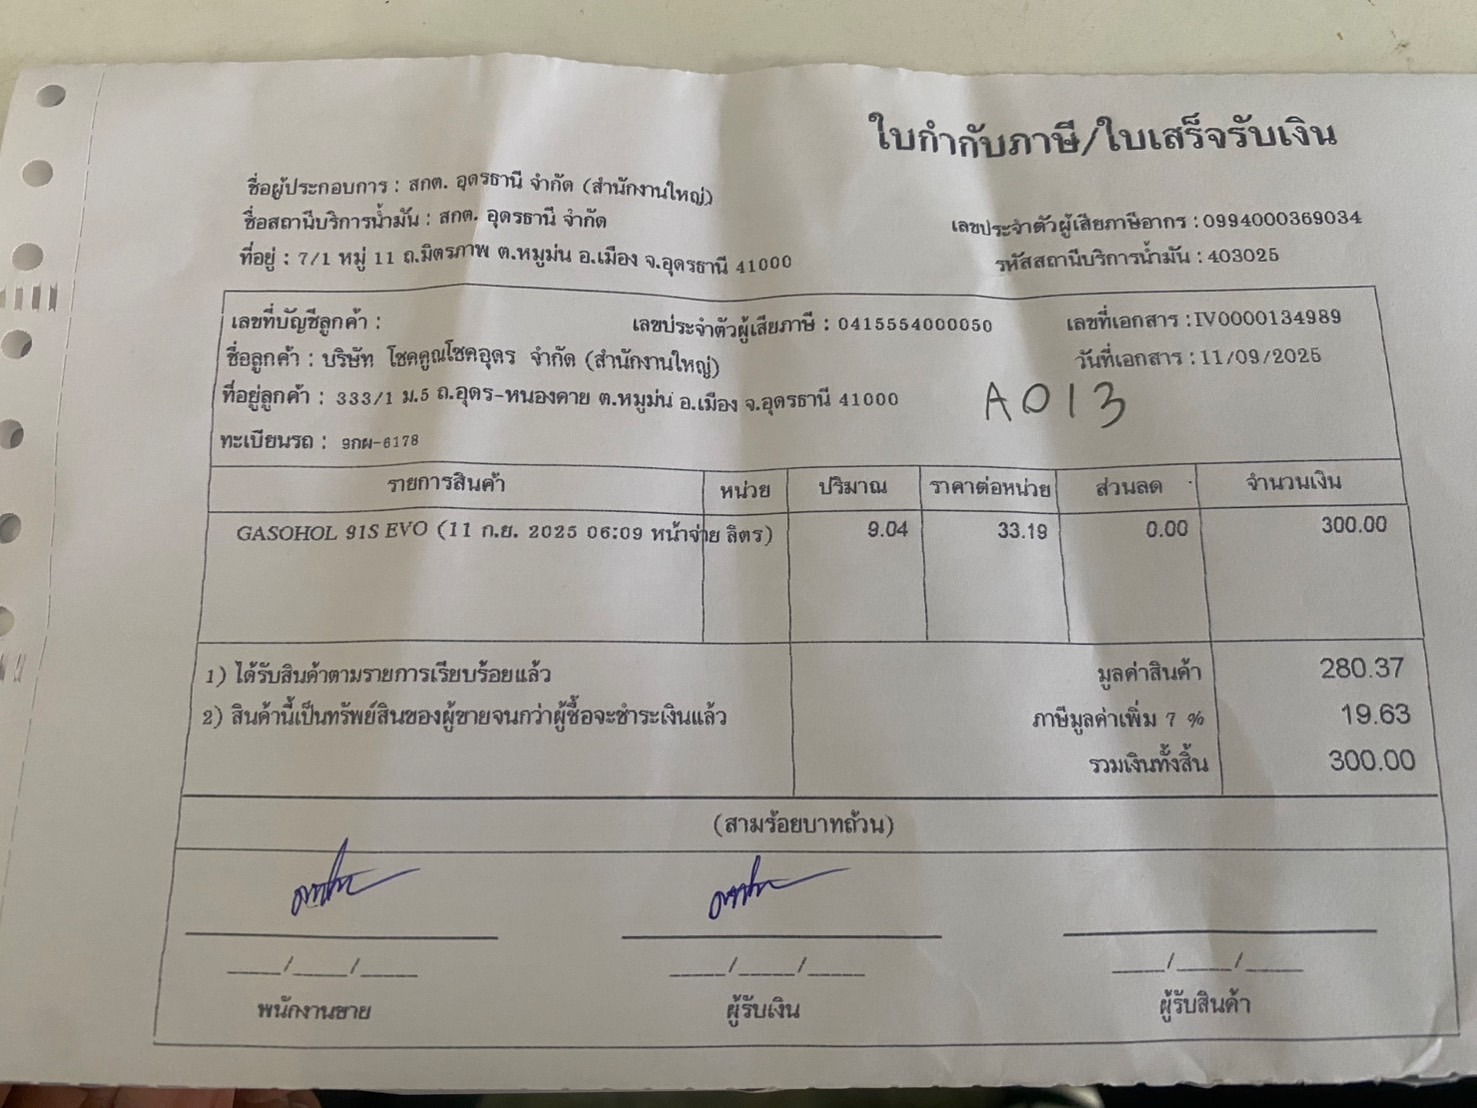 ใบกำกับภาษี/ใบเสร็จรับเงิน
ชื่อผู้ประกอบการ : สกต. อุดรธานี จำกัด (สำนักงานใหญ่)
ชื่อสถานีบริการน้ำมัน : สกต. อุดรธานี จำกัด
เลขประจำตัวผู้เสียภาษีอากร : 0994000369034
ที่อยู่ : 7/1 หมู่ 11 ถ.มิตรภาพ ต.หมูม่น อ.เมือง จ.อุดรธานี 41000
รหัสสถานีบริการน้ำมัน : 403025
เลขที่บัญชีลูกค้า : เลขประจำตัวผู้เสียภาษี : 0415554000050 เลขที่เอกสาร : IV0000134989
ชื่อลูกค้า : บริษัท โชคคูณโชคอุดร จำกัด (สำนักงานใหญ่) วันที่เอกสาร : 11/09/2025
ที่อยู่ลูกค้า : 333/1 ม.5 ถ.อุดร-หนองคาย ต.หมูม่น อ.เมือง จ.อุดรธานี 41000
A013
ทะเบียนรถ : 9กผ-6178
รายการสินค้า หน่วย ปริมาณ ราคาต่อหน่วย ส่วนลด จำนวนเงิน
GASOHOL 91S EVO (11 ก.ย. 2025 06:09 หน้าจ่าย ลิตร) 9.04 33.19 0.00 300.00
1) ได้รับสินค้าตามรายการเรียบร้อยแล้ว มูลค่าสินค้า 280.37
2) สินค้านี้เป็นทรัพย์สินของผู้ขายจนกว่าผู้ซื้อจะชำระเงินแล้ว ภาษีมูลค่าเพิ่ม 7 % 19.63
รวมเงินทั้งสิ้น 300.00
(สามร้อยบาทถ้วน)
____/____/____ ____/____/____ ____/____/____
พนักงานขาย ผู้รับเงิน ผู้รับสินค้า